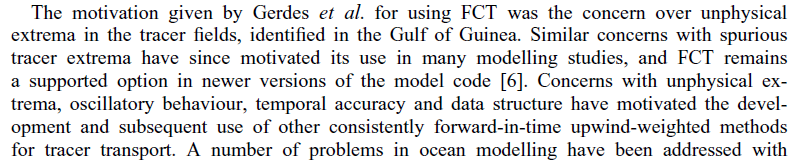 The motivation given by Gerdes et al. for using FCT was the concern over unphysical
extrema in the tracer fields, identified in the Gulf of Guinea. Similar concerns with spurious
tracer extrema have since motivated its use in many modelling studies, and FCT remains
a supported option in newer versions of the model code [6]. Concerns with unphysical ex-
trema, oscillatory behaviour, temporal accuracy and data structure have motivated the devel-
opment and subsequent use of other consistently forward-in-time upwind-weighted methods
for tracer transport. A number of problems in ocean modelling have been addressed with